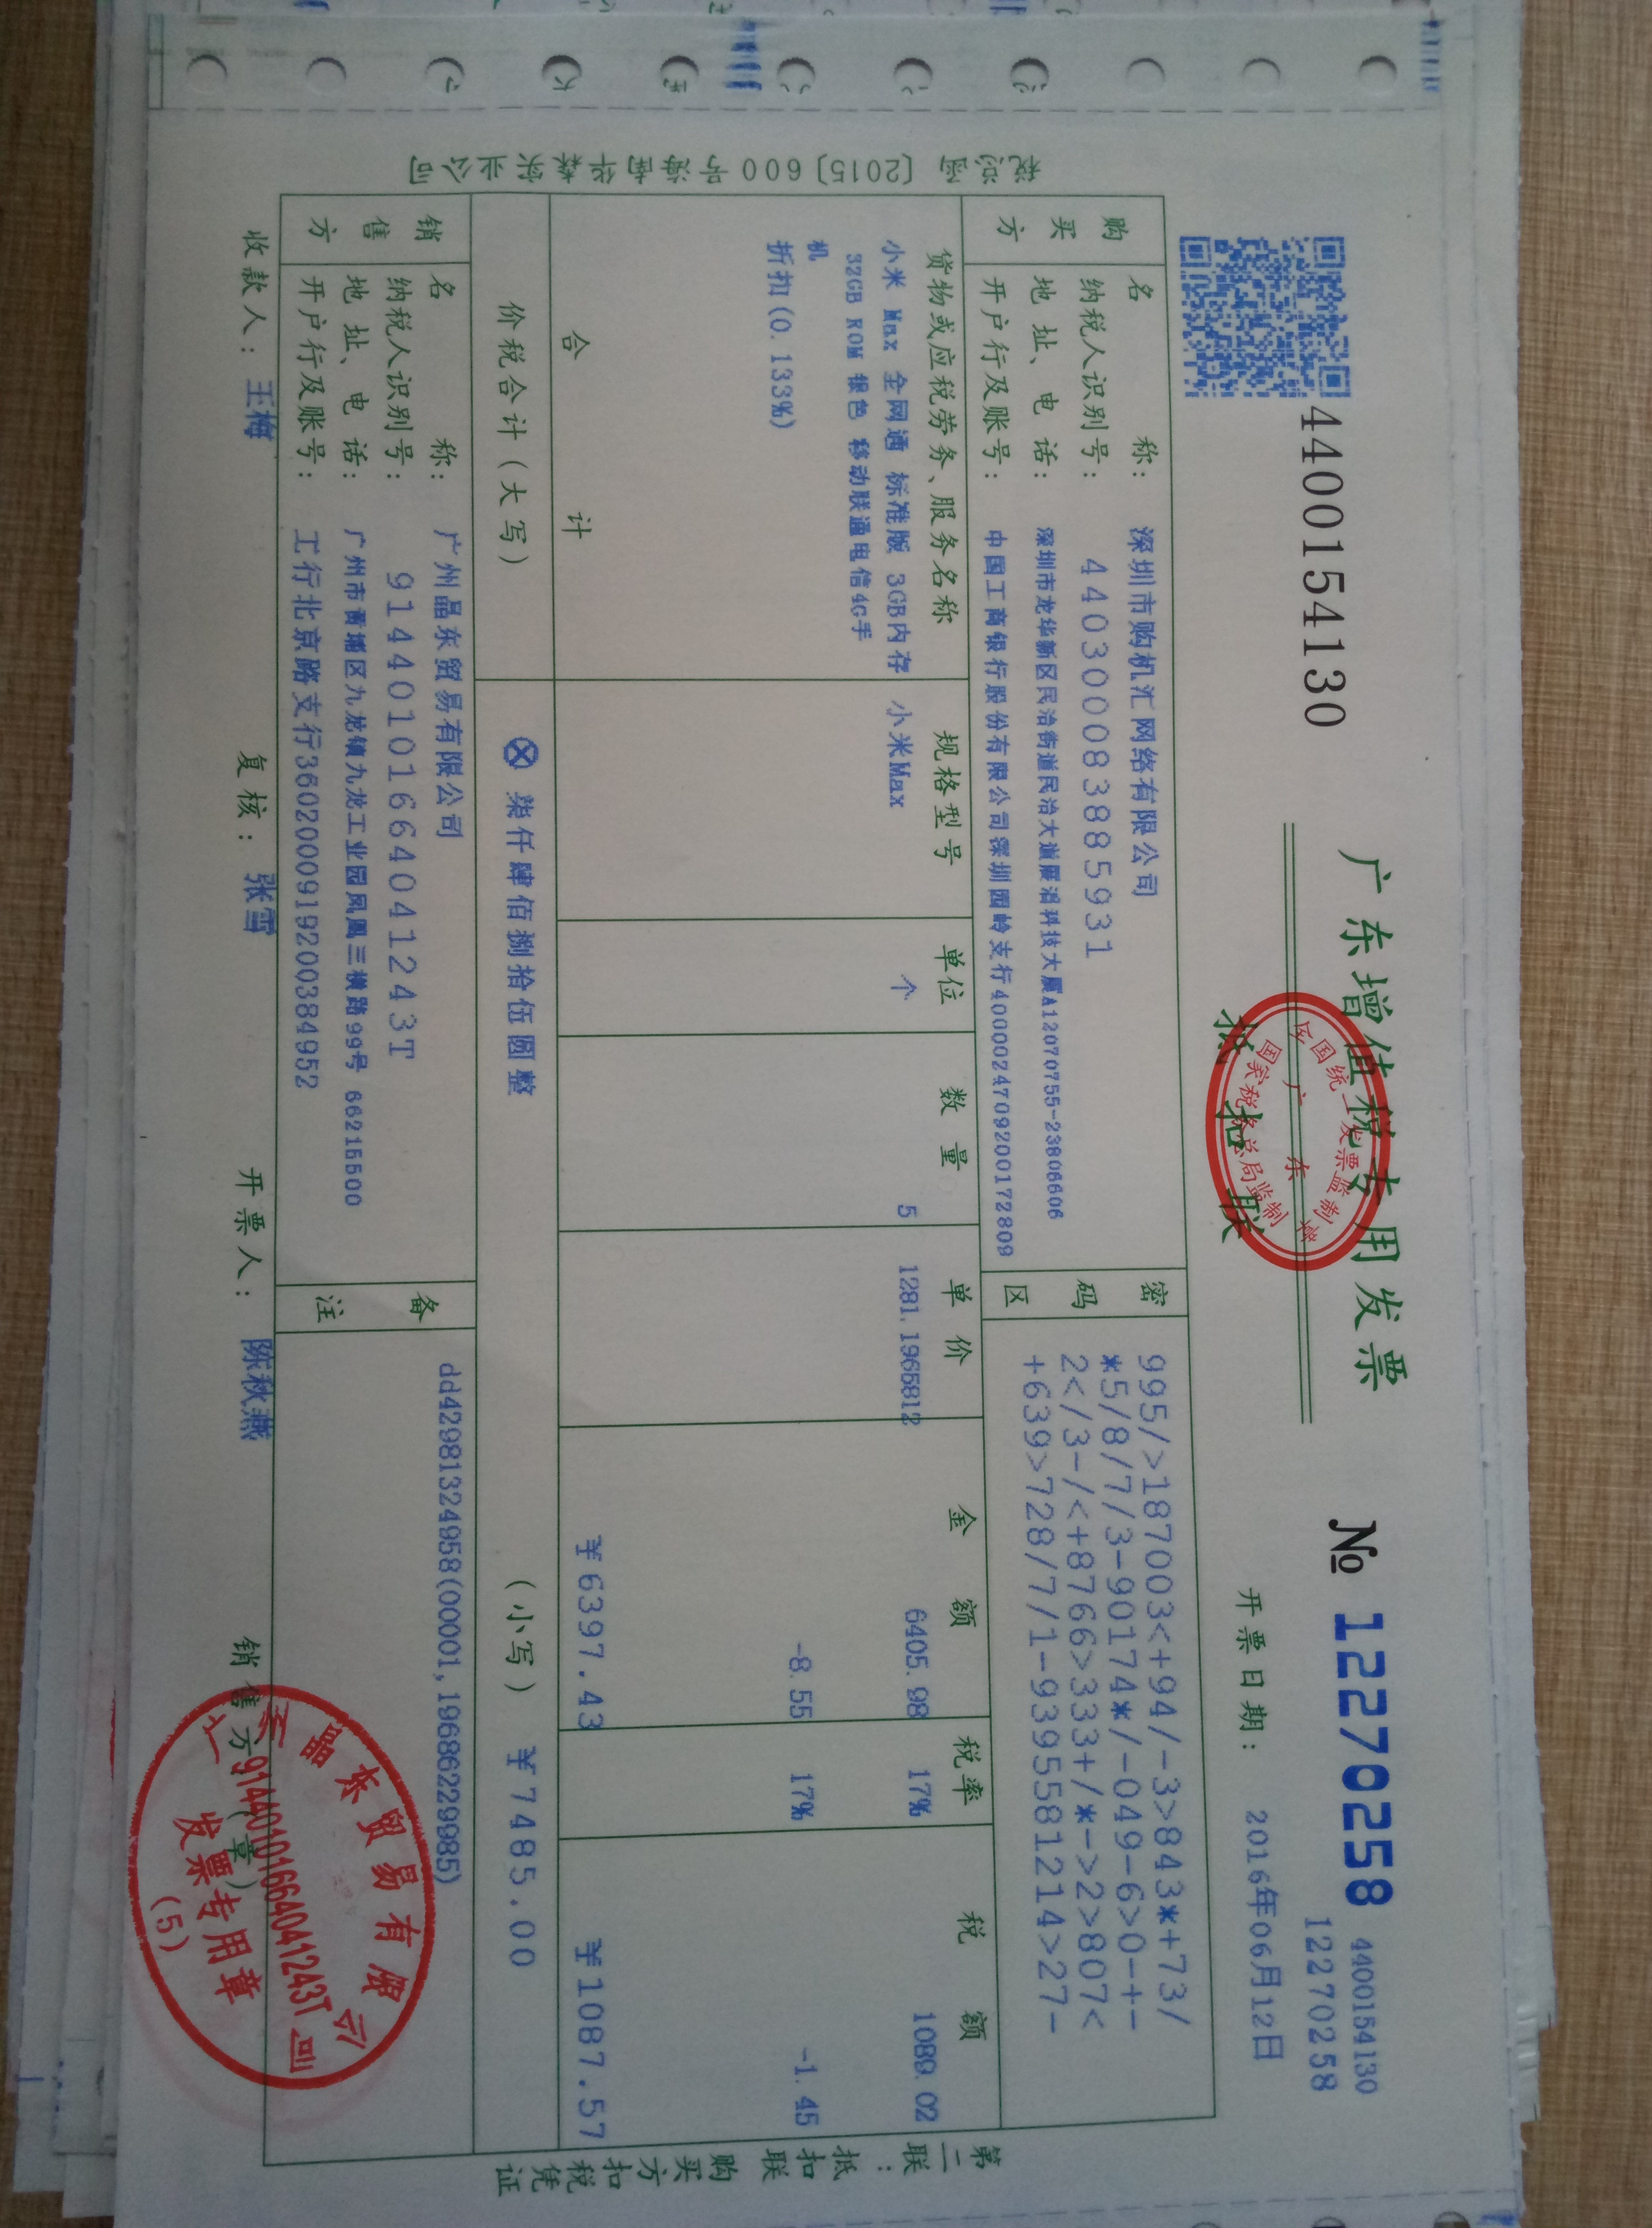 4400154130
广东增值税专用发票
抵扣联
全国统一发票监制章
广东
国家税务总局监制
№ 12270258
4400154130
12270258
开票日期: 2016年06月12日
税总函〔2015〕600号海南华森实业公司
购买方
名称: 深圳市购机汇网络有限公司
纳税人识别号: 440300083885931
地址、电话: 深圳市龙华新区民治街道民治大道展滔科技大厦A12070755-23806606
开户行及账号: 中国工商银行股份有限公司深圳园岭支行4000024709200172809
密码区
995/>187003<+94/-3>843*+73/
*5/8/7/3-90174*/-049-6>0-+-
2</3-/<+8766>333+/*->2>807<
+639>728/7/1-9395581214>27-
货物或应税劳务、服务名称 规格型号 单位 数量 单价 金额 税率 税额
小米 Max 全网通 标准版 3GB内存 小米Max 个 5 1281.1965812 6405.98 17% 1089.02
32GB ROM 银色 移动联通电信4G手
机
折扣(0.133%) -8.55 17% -1.45
合计 ¥6397.43 ¥1087.57
价税合计(大写) ⊗柒仟肆佰捌拾伍圆整 (小写) ¥7485.00
销售方
名称: 广州晶东贸易有限公司
纳税人识别号: 91440101664041243T
地址、电话: 广州市黄埔区九龙镇九龙工业园凤凰三横路99号 66215500
开户行及账号: 工行北京路支行3602000919200384952
备注
dd42981324958(00001,19686229985)
收款人: 王梅 复核: 张雪 开票人: 陈秋燕 销售方:(章)
广州晶东贸易有限公司
91440101664041243T
发票专用章
(5)
第二联:抵扣联 购买方扣税凭证